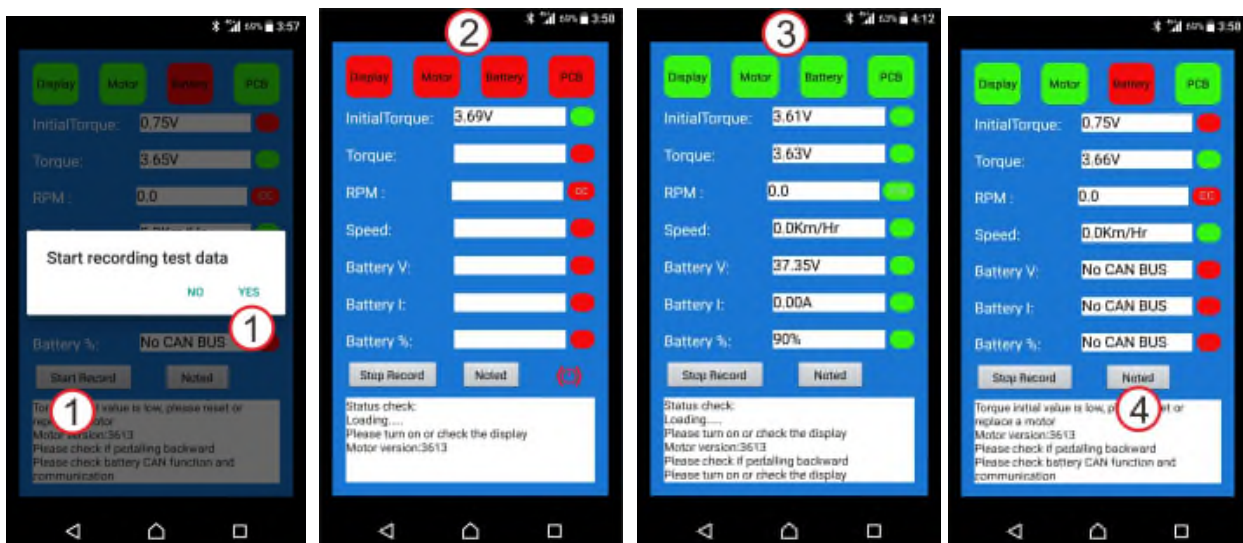 3:57
Display Motor Battery PCB
InitialTorque: 0.75V
Torque: 3.65V
RPM : 0.0
Start recording test data
NO YES
1
Battery %: No CAN BUS
Start Record Noted
1
initial value is low, please reset or
Motor version:3613
Please check if pedalling backward
Please check battery CAN function and
communication
3:58
2
Display Motor Battery PCB
InitialTorque: 3.69V
Torque:
RPM :
Speed:
Battery V:
Battery I:
Battery %:
Stop Record Noted
Status check:
Loading.....
Please turn on or check the display
Motor version:3613
63% 4:12
3
Display Motor Battery PCB
InitialTorque: 3.61V
Torque: 3.63V
RPM : 0.0
Speed: 0.0Km/Hr
Battery V: 37.35V
Battery I: 0.00A
Battery %: 90%
Stop Record Noted
Status check:
Loading.....
Please turn on or check the display
Motor version:3613
Please check if pedalling backward
Please turn on or check the display
3:58
Display Motor Battery PCB
InitialTorque: 0.75V
Torque: 3.66V
RPM : 0.0
Speed: 0.0Km/Hr
Battery V: No CAN BUS
Battery I: No CAN BUS
Battery %: No CAN BUS
Stop Record Noted
4
Torque initial value is low, or
replace a motor
Motor version:3613
Please check if pedalling backward
Please check battery CAN function and
communication